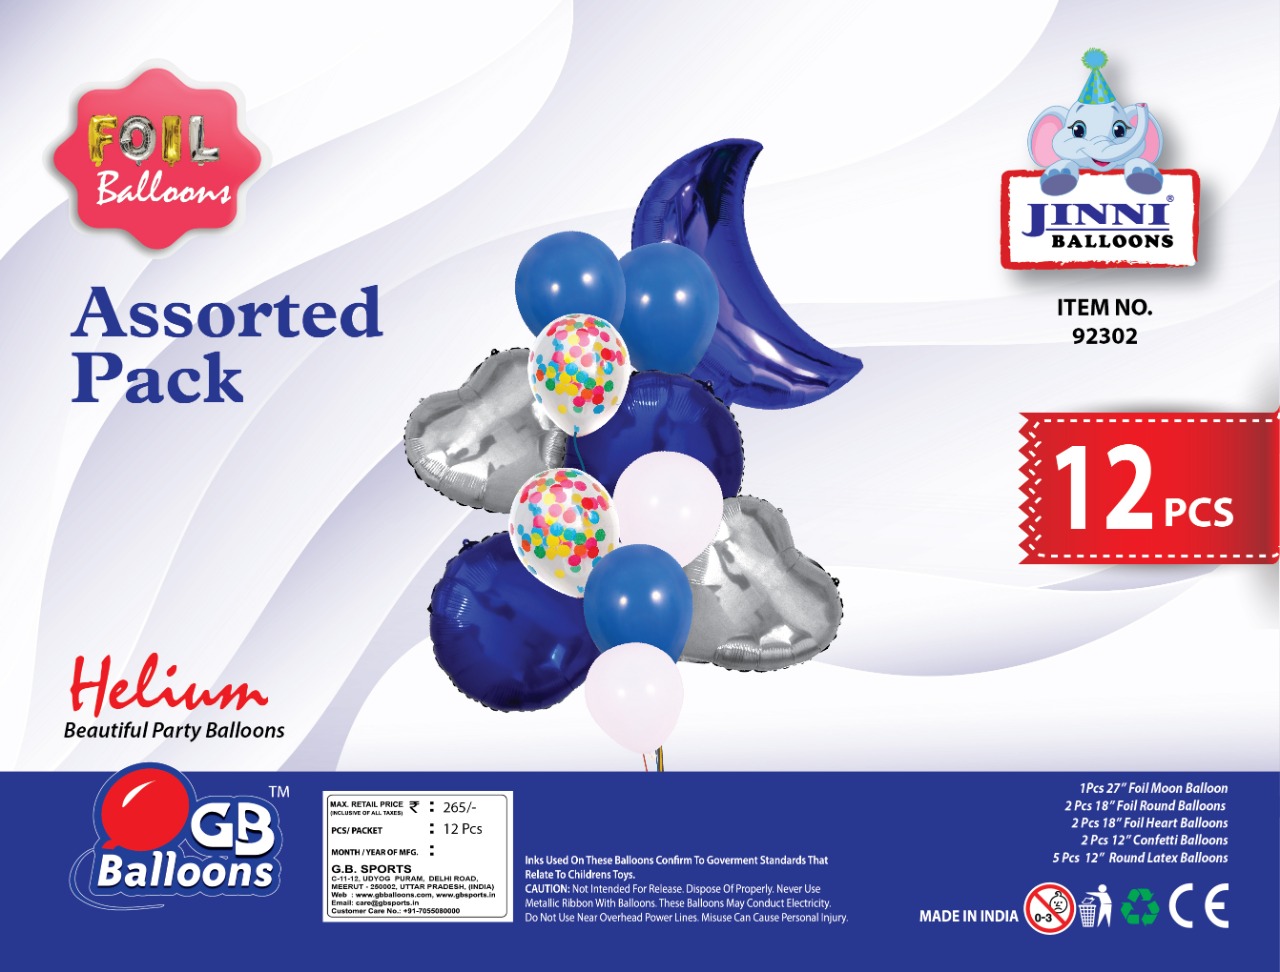 FOIL
Balloons
JINNI®
BALLOONS
ITEM NO.
92302
Assorted
Pack
12 PCS
Helium
Beautiful Party Balloons
GB TM
Balloons
MAX. RETAIL PRICE ₹ : 265/-
(INCLUSIVE OF ALL TAXES)
PCS/ PACKET : 12 Pcs
MONTH / YEAR OF MFG. :
G.B. SPORTS
C-11-12, UDYOG PURAM, DELHI ROAD,
MEERUT - 250002, UTTAR PRADESH, (INDIA)
Web : www.gbballoons.com, www.gbsports.in
Email: care@gbsports.in
Customer Care No.: +91-7055080000
Inks Used On These Balloons Confirm To Goverment Standards That
Relate To Childrens Toys.
CAUTION: Not Intended For Release. Dispose Of Properly. Never Use
Metallic Ribbon With Balloons. These Balloons May Conduct Electricity.
Do Not Use Near Overhead Power Lines. Misuse Can Cause Personal Injury.
1Pcs 27” Foil Moon Balloon
2 Pcs 18” Foil Round Balloons
2 Pcs 18” Foil Heart Balloons
2 Pcs 12” Confetti Balloons
5 Pcs 12” Round Latex Balloons
MADE IN INDIA
0-3
CE